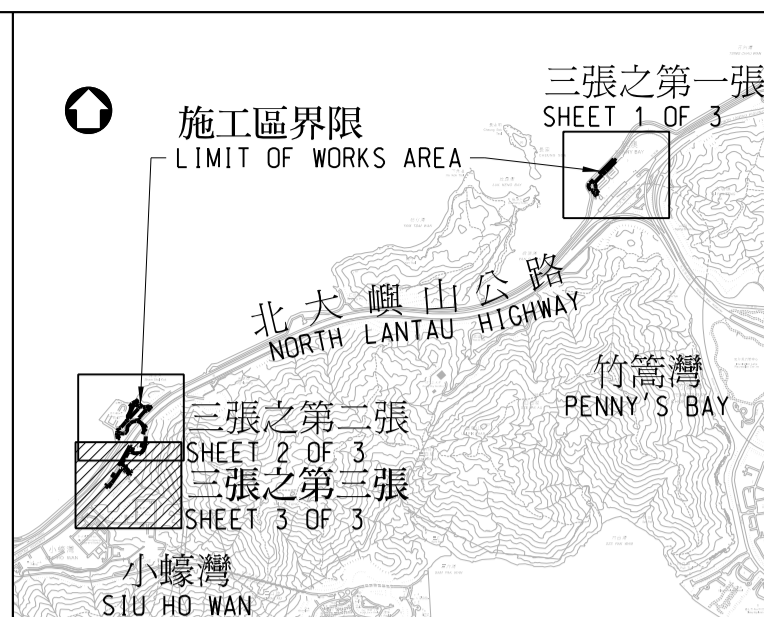 三張之第一張
SHEET 1 OF 3
施工區界限
LIMIT OF WORKS AREA
北大嶼山公路
NORTH LANTAU HIGHWAY
竹篙灣
PENNY'S BAY
三張之第二張
SHEET 2 OF 3
三張之第三張
SHEET 3 OF 3
小蠔灣
SIU HO WAN